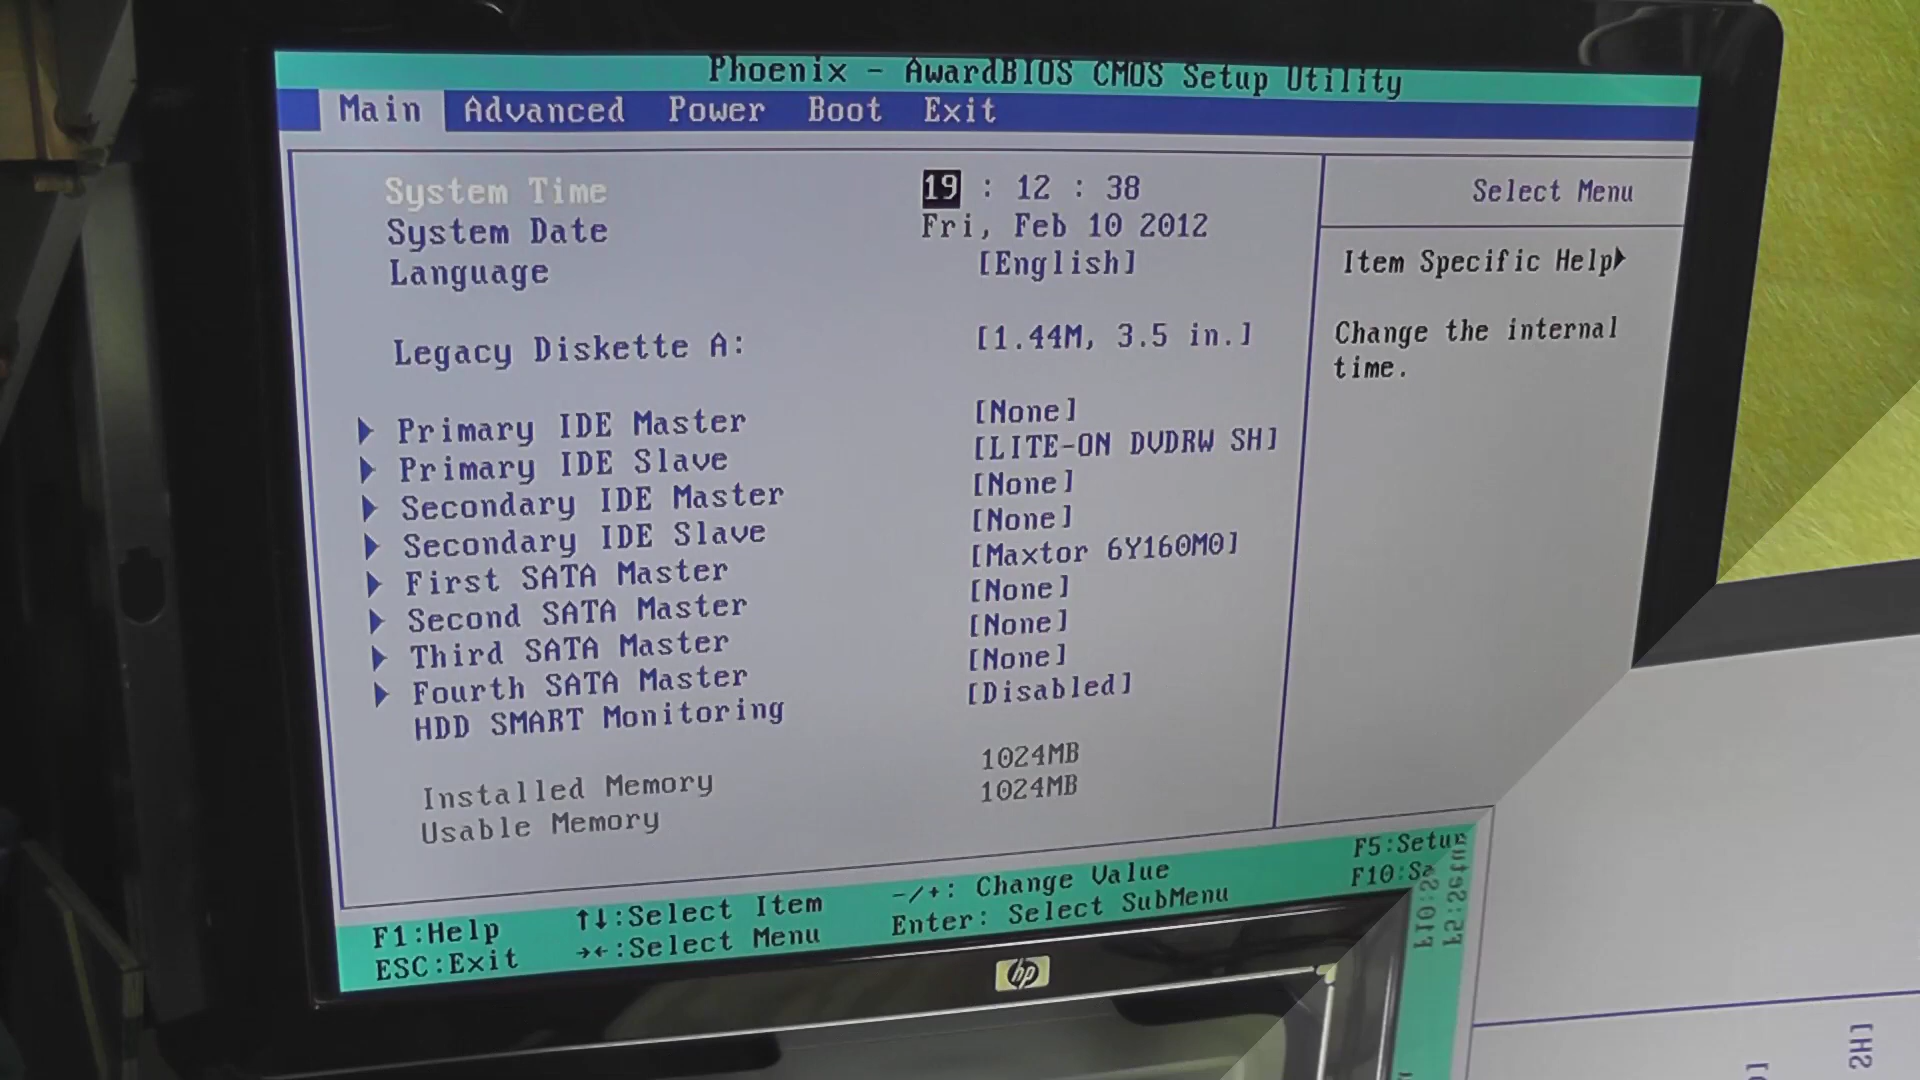 Phoenix - AwardBIOS CMOS Setup Utility
Main Advanced Power Boot Exit
System Time 19 : 12 : 38
System Date Fri, Feb 10 2012
Language [English]
Legacy Diskette A: [1.44M, 3.5 in.]
Primary IDE Master [None]
Primary IDE Slave [LITE-ON DVDRW SH]
Secondary IDE Master [None]
Secondary IDE Slave [None]
First SATA Master [Maxtor 6Y160M0]
Second SATA Master [None]
Third SATA Master [None]
Fourth SATA Master [None]
HDD SMART Monitoring [Disabled]
Installed Memory 1024MB
Usable Memory 1024MB
Select Menu
Item Specific Help
Change the internal
time.
F1:Help ↑↓:Select Item -/+: Change Value F5:Setup
ESC:Exit →←:Select Menu Enter: Select SubMenu F10:Sa
hp